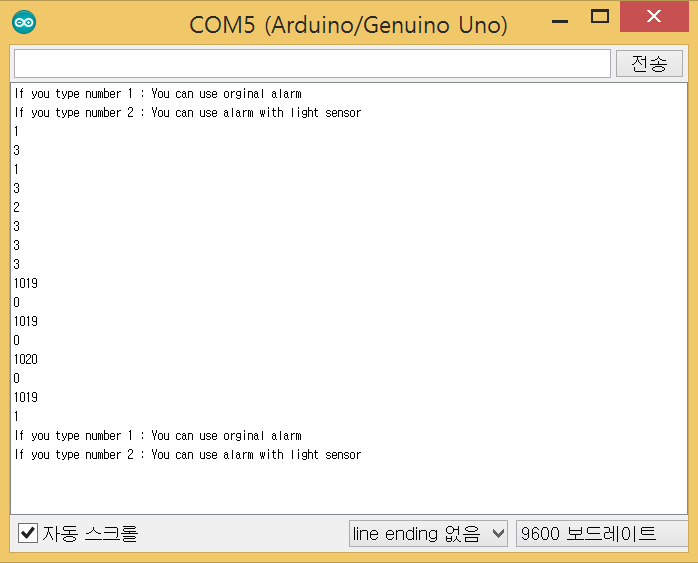 COM5 (Arduino/Genuino Uno)
전송
If you type number 1 : You can use orginal alarm
If you type number 2 : You can use alarm with light sensor
1
3
1
3
2
3
3
3
1019
0
1019
0
1020
0
1019
1
If you type number 1 : You can use orginal alarm
If you type number 2 : You can use alarm with light sensor
자동 스크롤 line ending 없음 9600 보드레이트